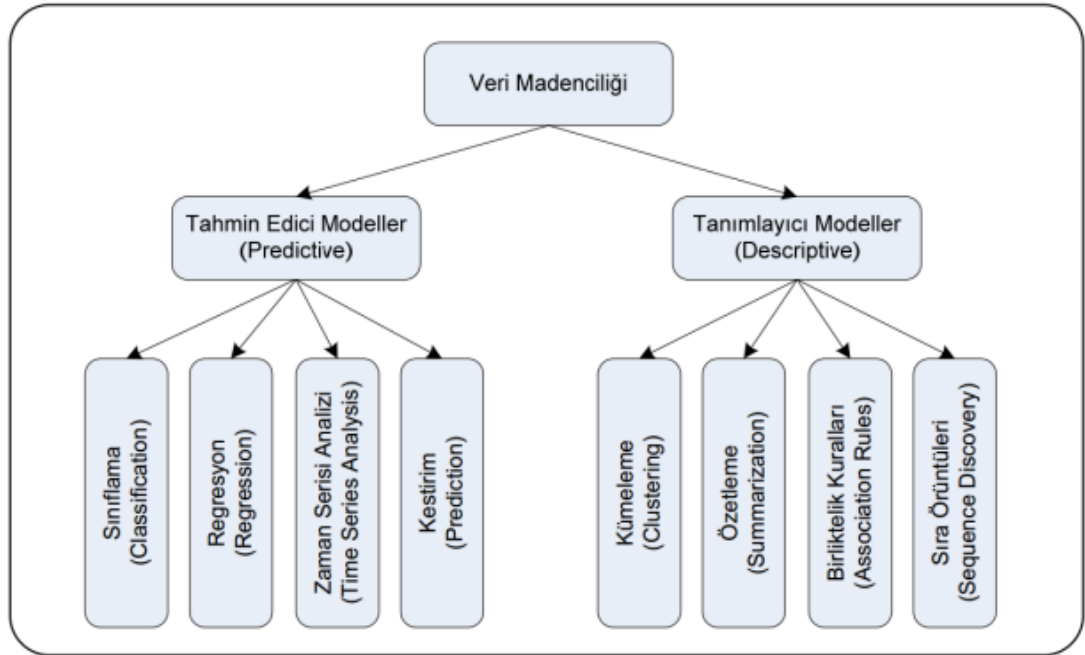 Veri Madenciliği
Tahmin Edici Modeller
(Predictive)
Tanımlayıcı Modeller
(Descriptive)
Sınıflama
(Classification)
Regresyon
(Regression)
Zaman Serisi Analizi
(Time Series Analysis)
Kestirim
(Prediction)
Kümeleme
(Clustering)
Özetleme
(Summarization)
Birliktelik Kuralları
(Association Rules)
Sıra Örüntüleri
(Sequence Discovery)